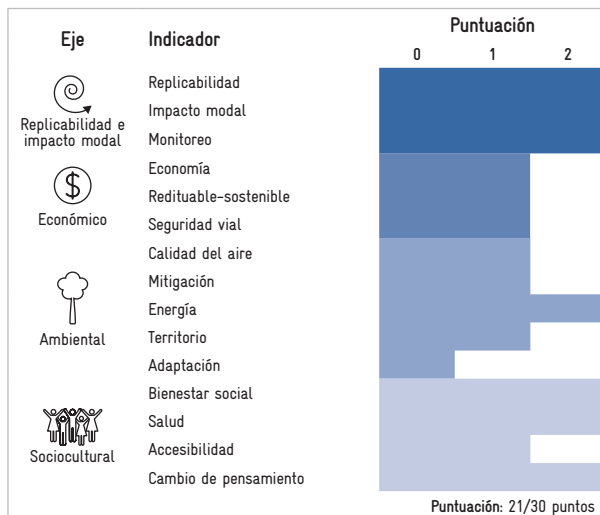 Eje Indicador Puntuación
0 1 2
Replicabilidad e
impacto modal
Replicabilidad
Impacto modal
Monitoreo
$
Económico
Economía
Redituable-sostenible
Seguridad vial
Ambiental
Calidad del aire
Mitigación
Energía
Territorio
Adaptación
Sociocultural
Bienestar social
Salud
Accesibilidad
Cambio de pensamiento
Puntuación: 21/30 puntos